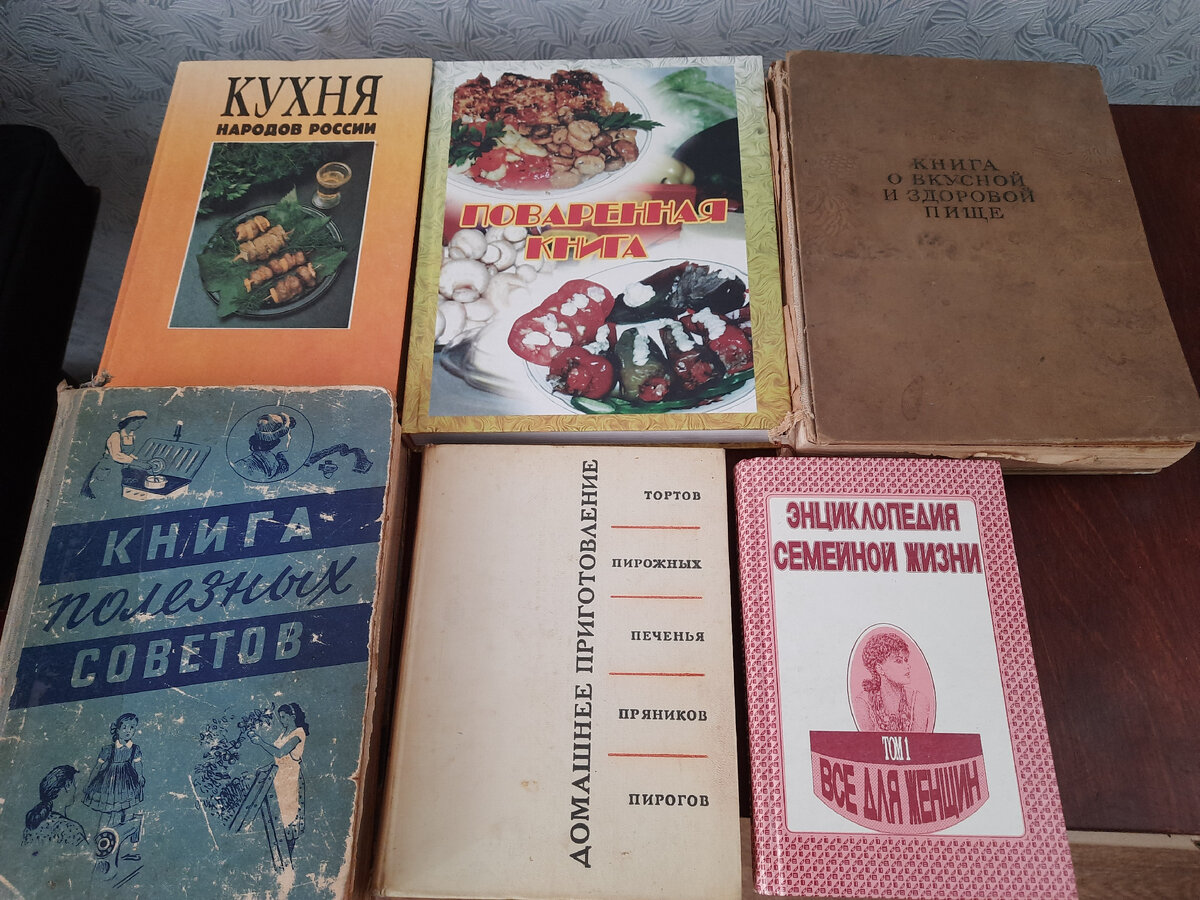 КУХНЯ
НАРОДОВ РОССИИ
ПОВАРЕННАЯ
КНИГА
КНИГА
О ВКУСНОЙ
И ЗДОРОВОЙ
ПИЩЕ
КНИГА
полезных
СОВЕТОВ
ДОМАШНЕЕ ПРИГОТОВЛЕНИЕ
ТОРТОВ
ПИРОЖНЫХ
ПЕЧЕНЬЯ
ПРЯНИКОВ
ПИРОГОВ
ЭНЦИКЛОПЕДИЯ
СЕМЕЙНОЙ ЖИЗНИ
ТОМ 1
ВСЕ ДЛЯ ЖЕНЩИН